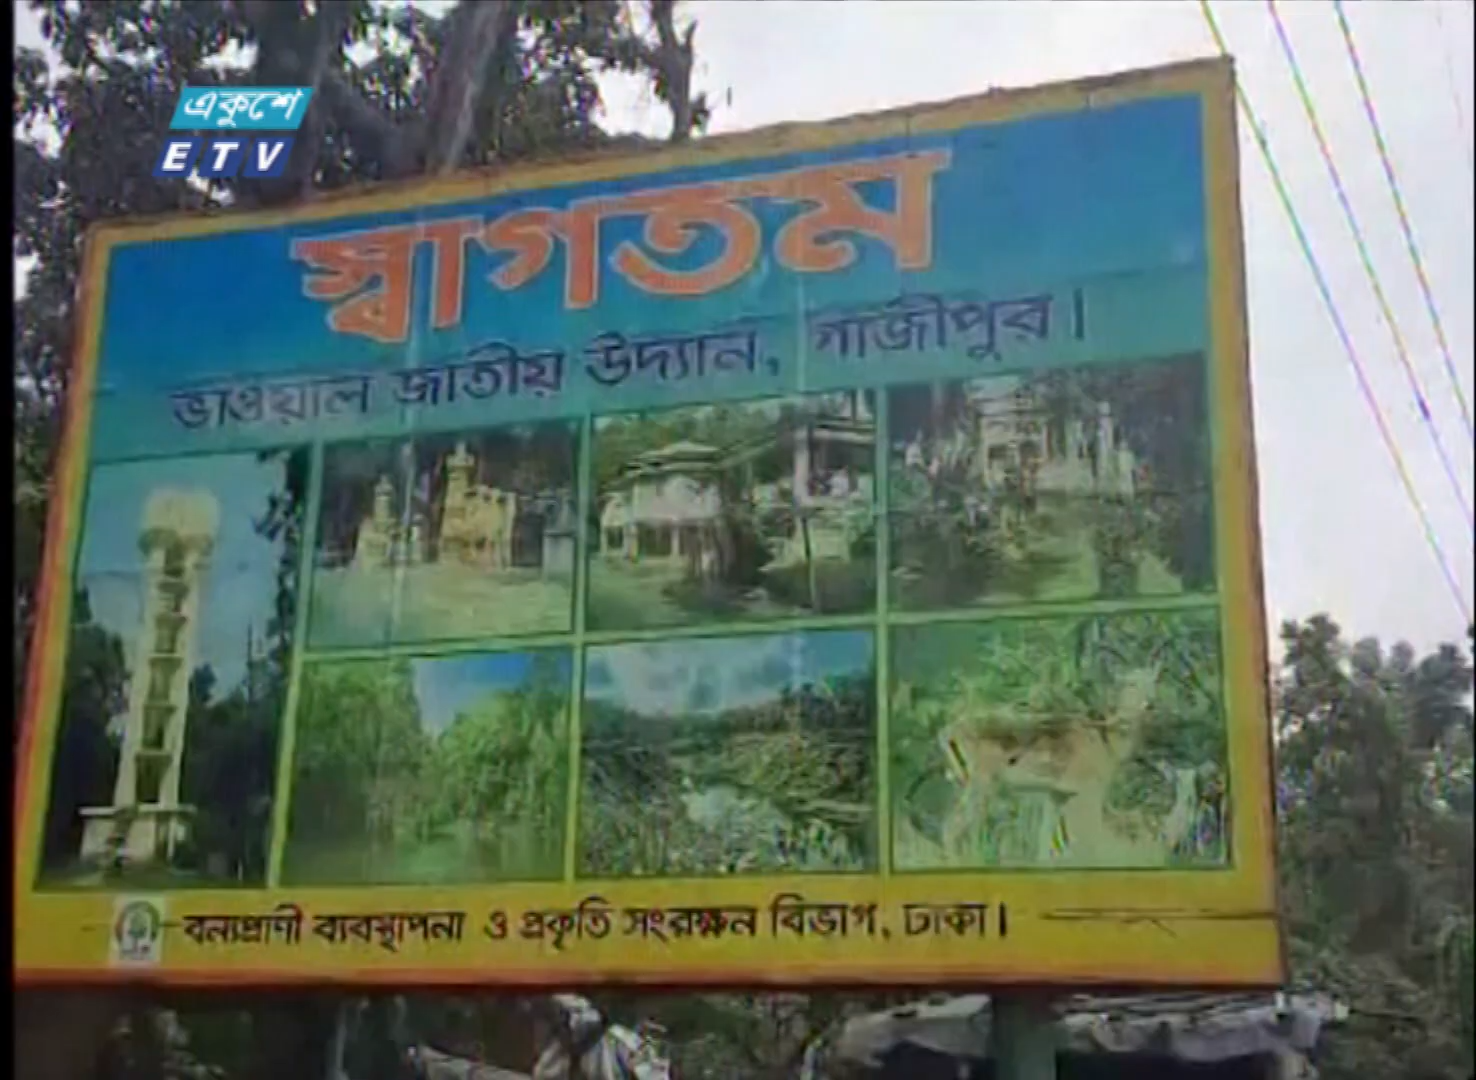 একুশে
ETV
স্বাগতম
ভাওয়াল জাতীয় উদ্যান, গাজীপুর।
বন্যপ্রাণী ব্যবস্থাপনা ও প্রকৃতি সংরক্ষন বিভাগ, ঢাকা।